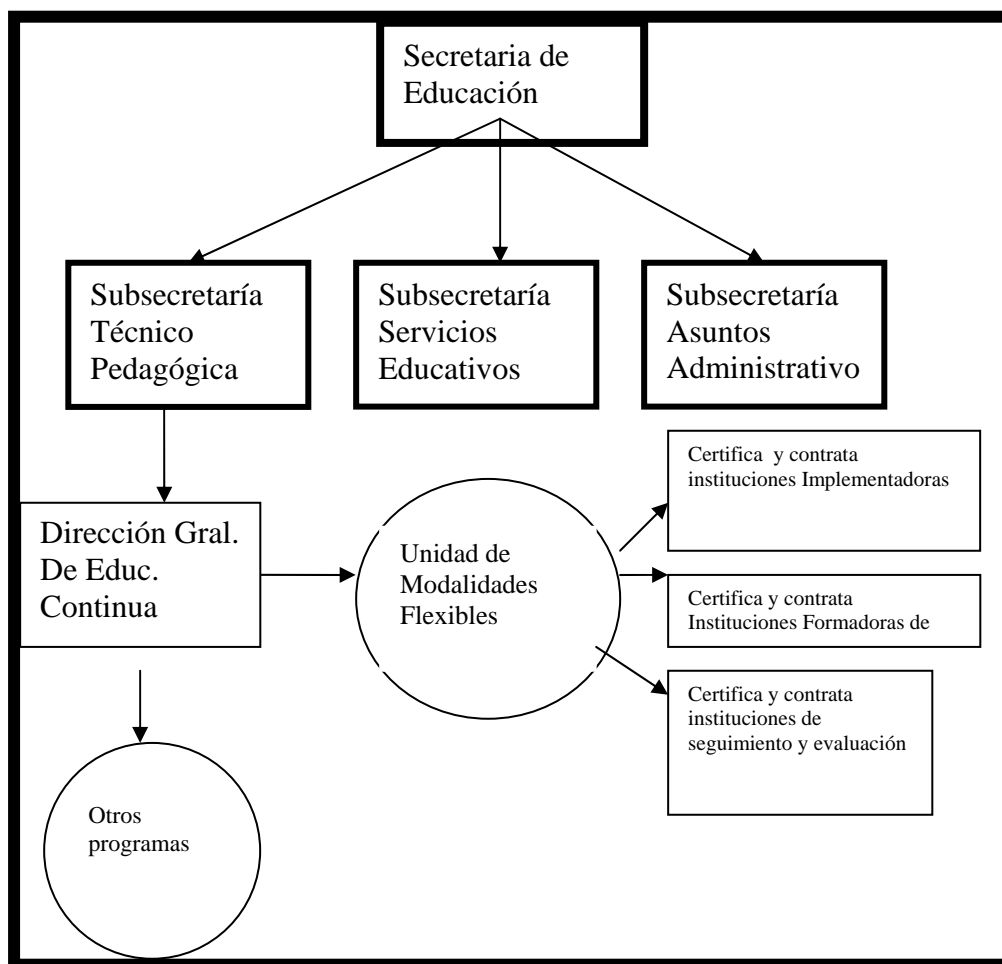 Secretaria de
Educación
Subsecretaría
Técnico
Pedagógica
Subsecretaría
Servicios
Educativos
Subsecretaría
Asuntos
Administrativo
Certifica y contrata
instituciones Implementadoras
Dirección Gral.
De Educ.
Continua
Unidad de
Modalidades
Flexibles
Certifica y contrata
Instituciones Formadoras de
Certifica y contrata
instituciones de
seguimiento y evaluación
Otros
programas